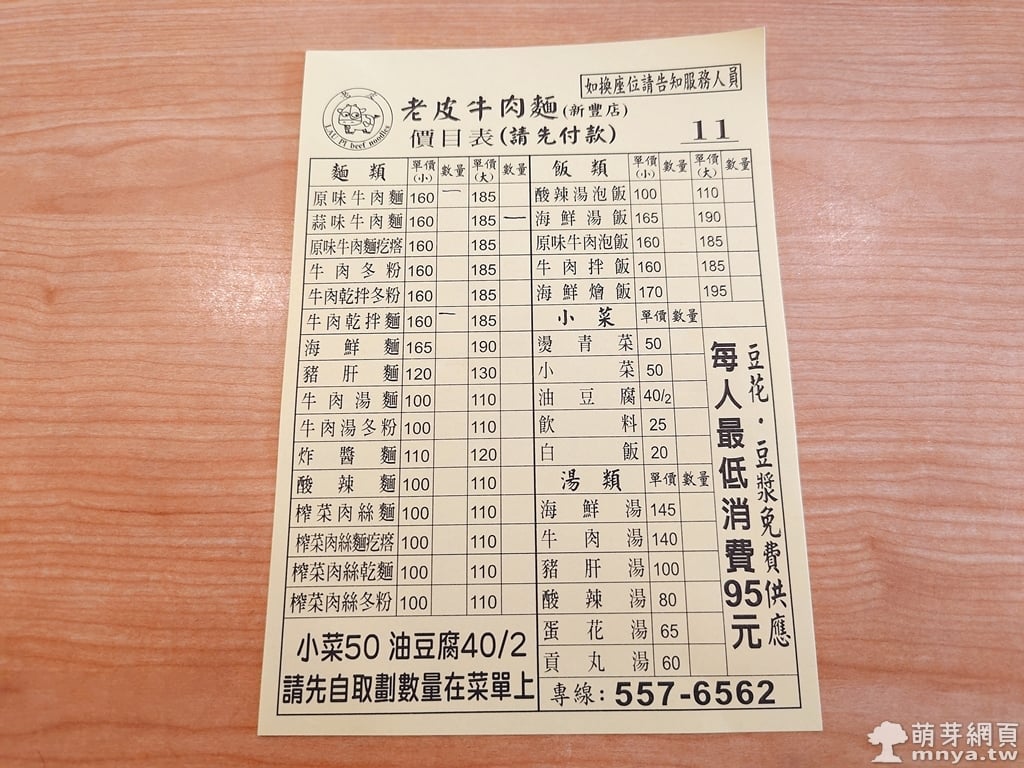 如換座位請告知服務人員
老皮牛肉麵(新豐店)
LAU PI beef noodles
價目表(請先付款)
11
麵類 單價(小) 數量 單價(大) 數量
原味牛肉麵 160 一 185
蒜味牛肉麵 160 185 一
原味牛肉麵疙瘩 160 185
牛肉冬粉 160 185
牛肉乾拌冬粉 160 185
牛肉乾拌麵 160 一 185
海鮮麵 165 190
豬肝麵 120 130
牛肉湯麵 100 110
牛肉湯冬粉 100 110
炸醬麵 110 120
酸辣麵 100 110
榨菜肉絲麵 100 110
榨菜肉絲麵疙瘩 100 110
榨菜肉絲乾麵 100 110
榨菜肉絲冬粉 100 110
小菜50 油豆腐40/2
請先自取劃數量在菜單上
飯類 單價(小) 數量 單價(大) 數量
酸辣湯泡飯 100 110
海鮮湯飯 165 190
原味牛肉泡飯 160 185
牛肉拌飯 160 185
海鮮燴飯 170 195
小菜 單價 數量
燙青菜 50
小菜 50
油豆腐 40/2
飲料 25
白飯 20
湯類 單價 數量
海鮮湯 145
牛肉湯 140
豬肝湯 100
酸辣湯 80
蛋花湯 65
貢丸湯 60
豆花·豆漿免費供應
每人最低消費95元
專線:557-6562
萌芽網頁
mnya.tw